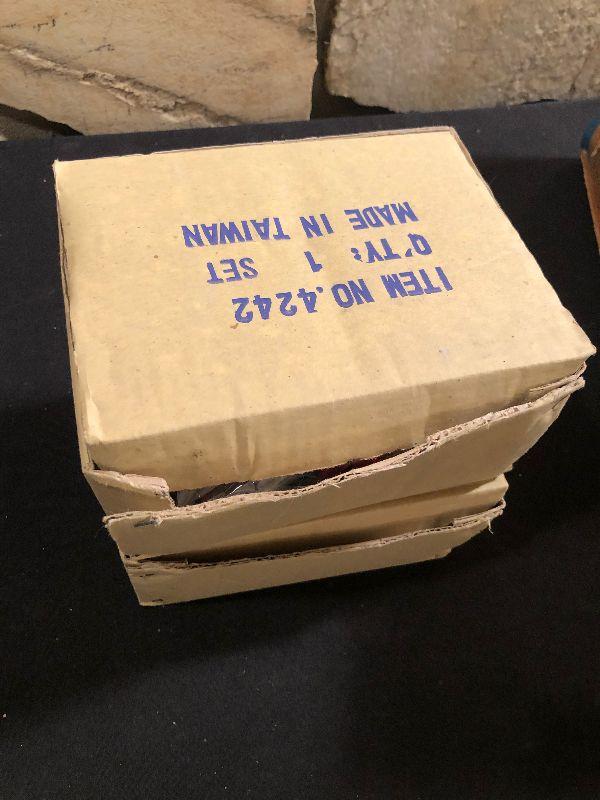 ITEM NO.4242
Q'TY: 1 SET
MADE IN TAIWAN